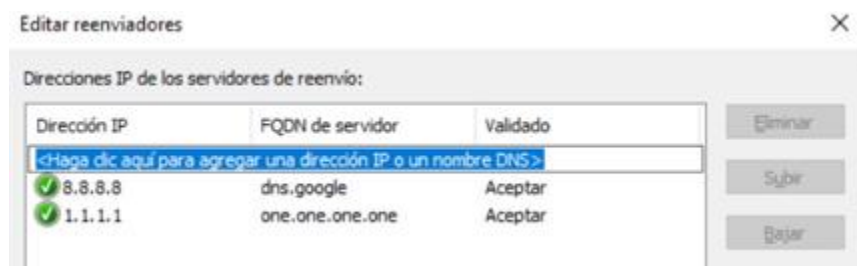 Editar reenviadores
Direcciones IP de los servidores de reenvío:
Dirección IP FQDN de servidor Validado
<Haga clic aquí para agregar una dirección IP o un nombre DNS>
8.8.8.8 dns.google Aceptar
1.1.1.1 one.one.one.one Aceptar
Eliminar
Subir
Bajar